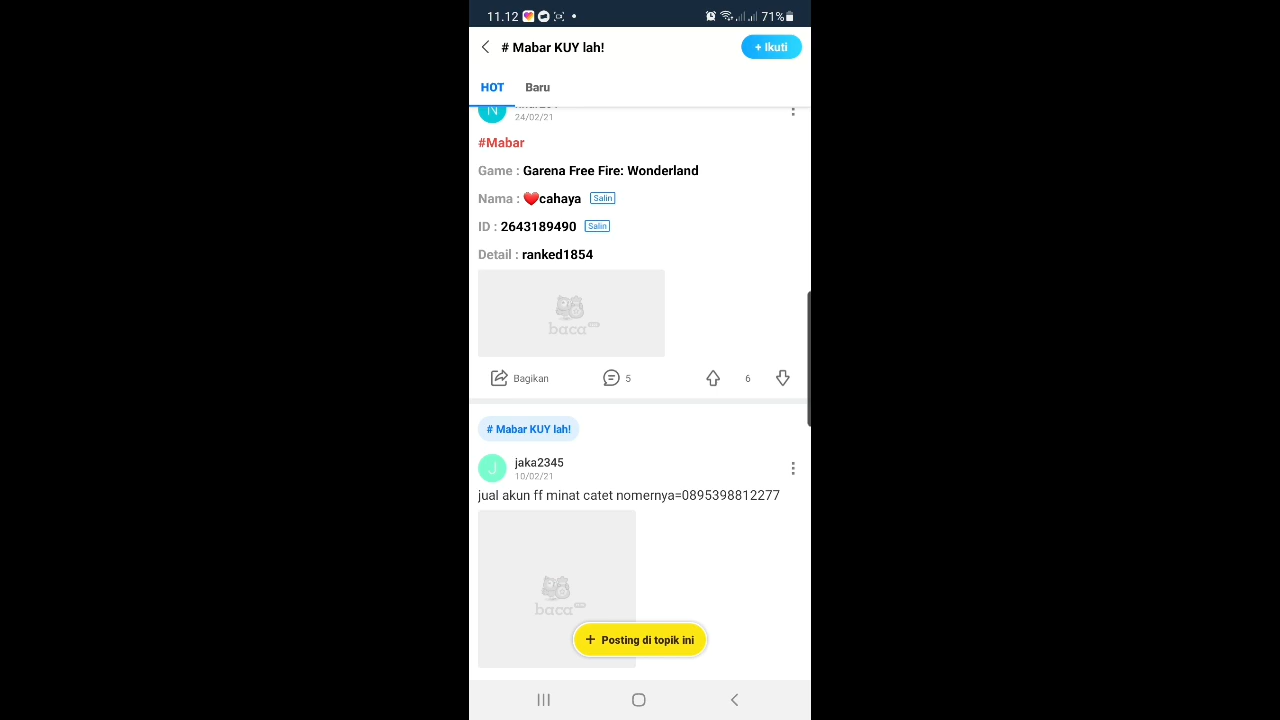 11.12
71%
# Mabar KUY lah!
+ Ikuti
HOT
Baru
N
24/02/21
#Mabar
Game : Garena Free Fire: Wonderland
Nama : ❤️cahaya Salin
ID : 2643189490 Salin
Detail : ranked1854
baca
Bagikan
5
6
# Mabar KUY lah!
J
jaka2345
10/02/21
jual akun ff minat catet nomernya=0895398812277
baca
+ Posting di topik ini